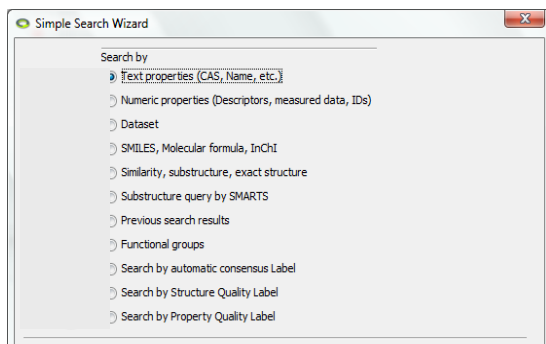 Simple Search Wizard
Search by
Text properties (CAS, Name, etc.)
Numeric properties (Descriptors, measured data, IDs)
Dataset
SMILES, Molecular formula, InChI
Similarity, substructure, exact structure
Substructure query by SMARTS
Previous search results
Functional groups
Search by automatic consensus Label
Search by Structure Quality Label
Search by Property Quality Label